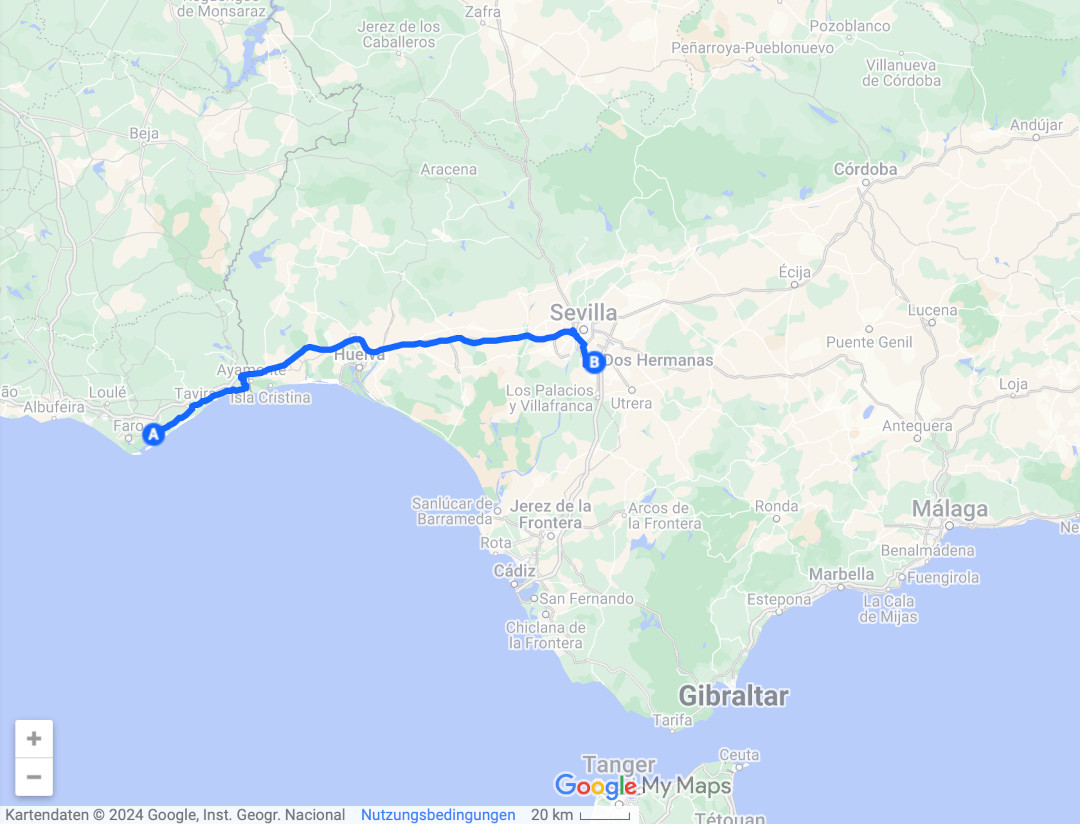 de Monsaraz
Zafra
Jerez de los
Caballeros
Pozoblanco
Peñarroya-Pueblonuevo
Villanueva
de Córdoba
Beja
Andújar
Aracena
Córdoba
Écija
Sevilla
Lucena
Puente Genil
Huelva
Dos Hermanas
B
Ayamonte
Los Palacios
y Villafranca
Utrera
Loja
Loulé
Isla Cristina
Albufeira
Antequera
Faro
A
Sanlúcar de
Barrameda
Jerez de la
Frontera
Arcos de
la Frontera
Ronda
Málaga
Rota
Benalmádena
Cádiz
Marbella
Fuengirola
San Fernando
Estepona
La Cala
de Mijas
Chiclana de
la Frontera
Gibraltar
Tarifa
+
−
Tanger
Ceuta
Google My Maps
Kartendaten © 2024 Google, Inst. Geogr. Nacional Nutzungsbedingungen 20 km
Tétouan